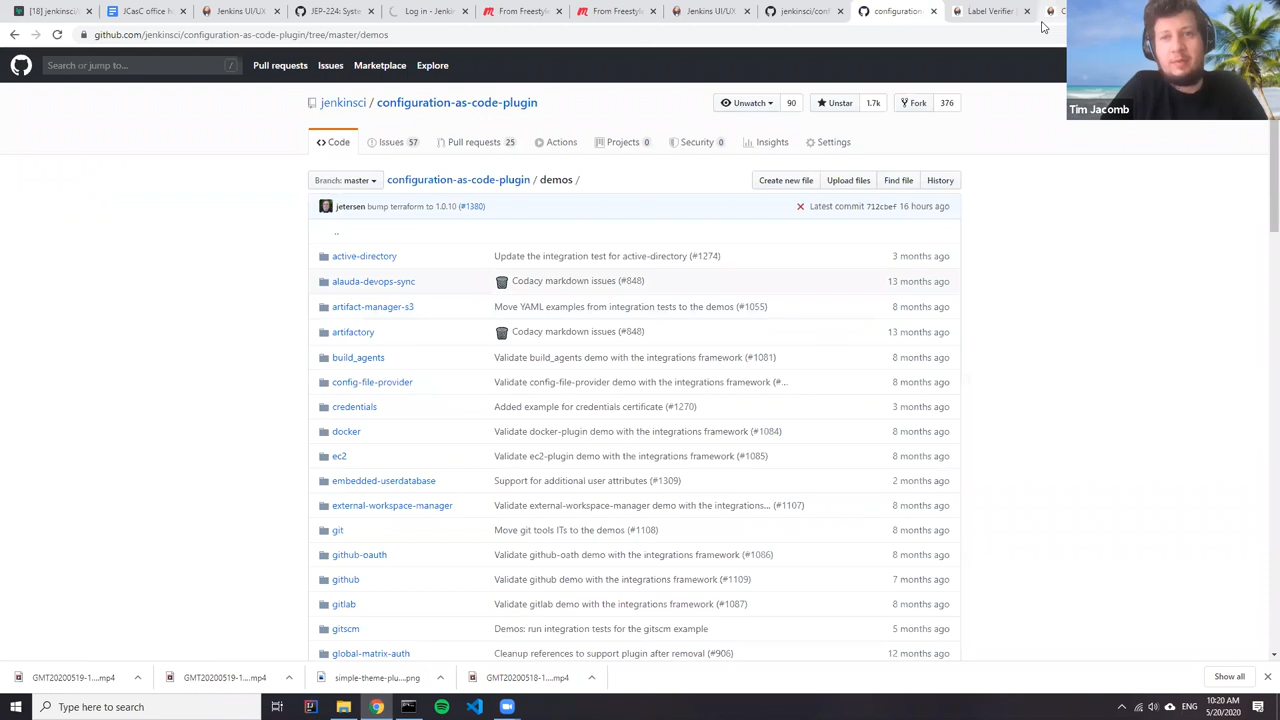 [18] jenkinsci/
JCasC office h
Jenkins UI/UX
JEP-224: Syste
Log in - Jenkin
From Freestyle
From Freestyle
Jenkins UI/UX
jenkinsci/conf
configuration-
Label Verifier
github.com/jenkinsci/configuration-as-code-plugin/tree/master/demos
Search or jump to...
/
Pull requests
Issues
Marketplace
Explore
Tim Jacomb
jenkinsci / configuration-as-code-plugin
Unwatch
90
Unstar
1.7k
Fork
376
Code
Issues 57
Pull requests 25
Actions
Projects 0
Security 0
Insights
Settings
Branch: master
configuration-as-code-plugin / demos /
Create new file
Upload files
Find file
History
jetersen bump terraform to 1.0.10 (#1380)
Latest commit 712cbef 16 hours ago
..
active-directory Update the integration test for active-directory (#1274) 3 months ago
alauda-devops-sync Codacy markdown issues (#848) 13 months ago
artifact-manager-s3 Move YAML examples from integration tests to the demos (#1055) 8 months ago
artifactory Codacy markdown issues (#848) 13 months ago
build_agents Validate build_agents demo with the integrations framework (#1081) 8 months ago
config-file-provider Validate config-file-provider demo with the integrations framework (#... 8 months ago
credentials Added example for credentials certificate (#1270) 3 months ago
docker Validate docker-plugin demo with the integrations framework (#1084) 8 months ago
ec2 Validate ec2-plugin demo with the integrations framework (#1085) 8 months ago
embedded-userdatabase Support for additional user attributes (#1309) 2 months ago
external-workspace-manager Validate external-workspace-manager demo with the integrations... (#1107) 8 months ago
git Move git tools ITs to the demos (#1108) 8 months ago
github-oauth Validate github-oath demo with the integrations framework (#1086) 8 months ago
github Validate github demo with the integrations framework (#1109) 7 months ago
gitlab Validate gitlab demo with the integrations framework (#1087) 8 months ago
gitscm Demos: run integration tests for the gitscm example 5 months ago
global-matrix-auth Cleanup references to support plugin after removal (#906) 12 months ago
GMT20200519-1....mp4
GMT20200519-1....mp4
simple-theme-plu....png
GMT20200518-1....mp4
Show all
Type here to search
ENG
10:20 AM
5/20/2020